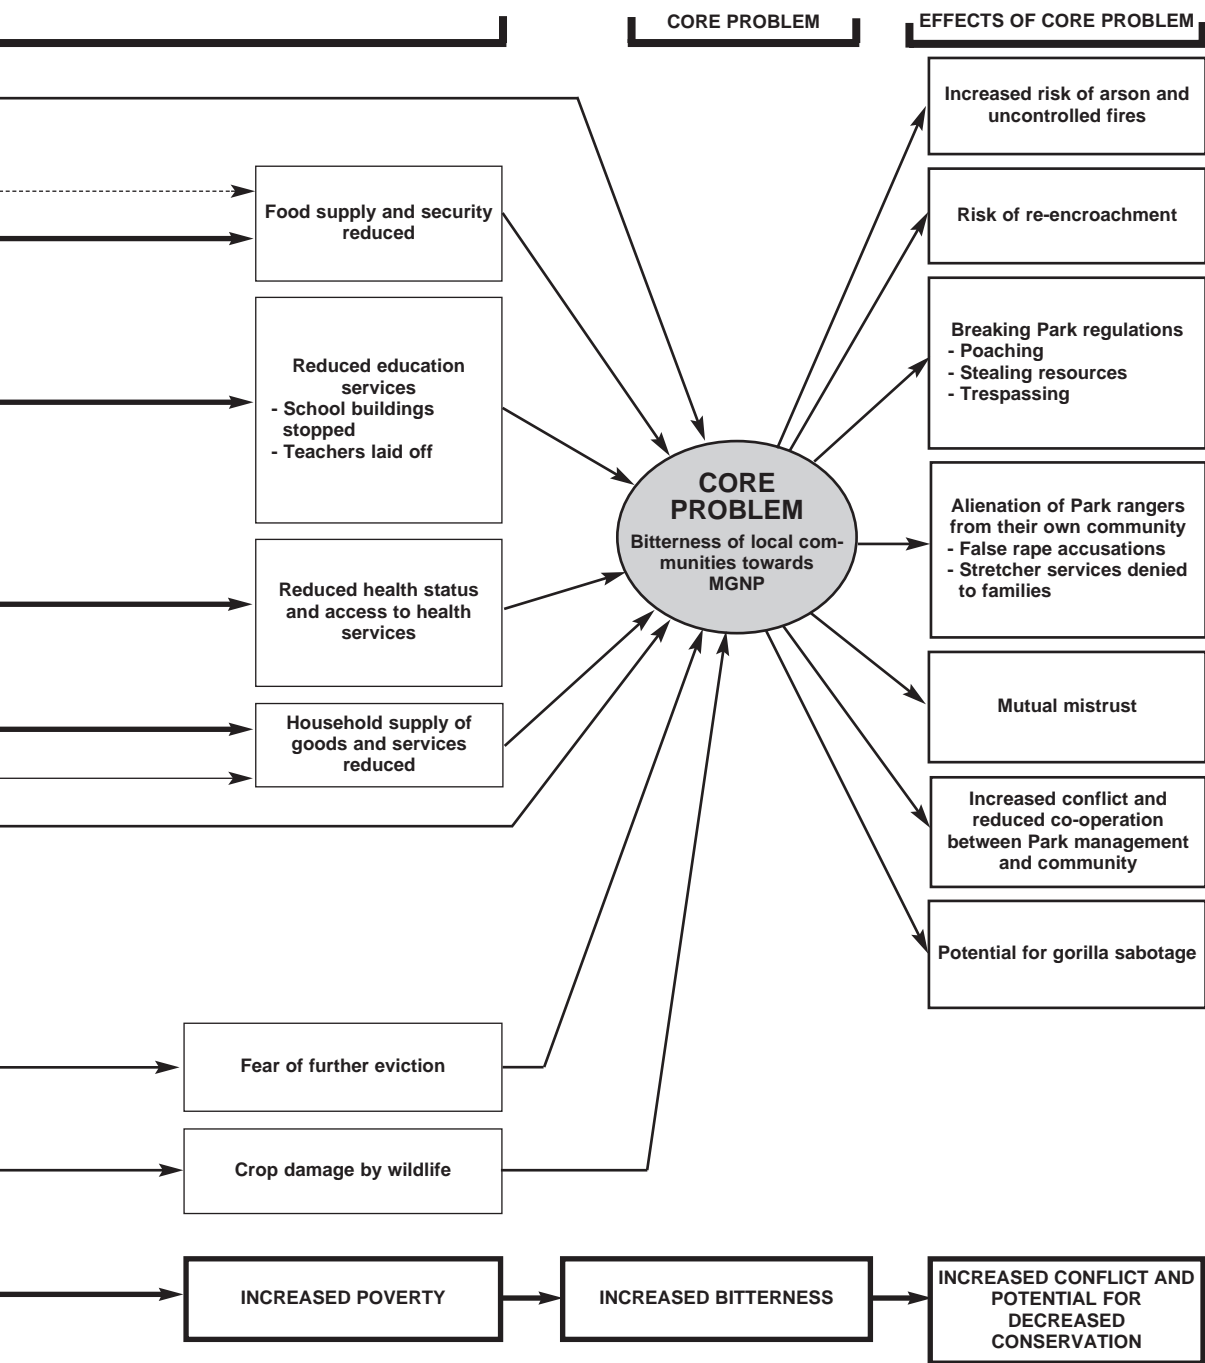 CORE PROBLEM
EFFECTS OF CORE PROBLEM
Food supply and security
reduced
Reduced education
services
- School buildings
stopped
- Teachers laid off
Reduced health status
and access to health
services
Household supply of
goods and services
reduced
Fear of further eviction
Crop damage by wildlife
CORE
PROBLEM
Bitterness of local com-
munities towards
MGNP
Increased risk of arson and
uncontrolled fires
Risk of re-encroachment
Breaking Park regulations
- Poaching
- Stealing resources
- Trespassing
Alienation of Park rangers
from their own community
- False rape accusations
- Stretcher services denied
to families
Mutual mistrust
Increased conflict and
reduced co-operation
between Park management
and community
Potential for gorilla sabotage
INCREASED POVERTY
INCREASED BITTERNESS
INCREASED CONFLICT AND
POTENTIAL FOR
DECREASED
CONSERVATION